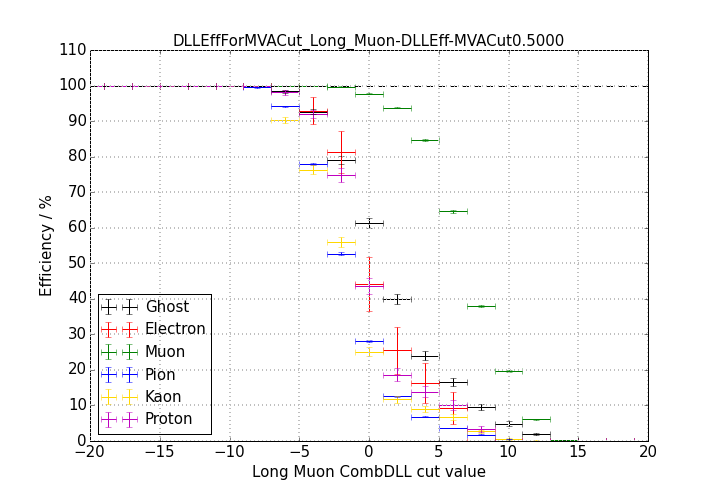 DLLEffForMVACut_Long_Muon-DLLEff-MVACut0.5000
110
100
90
80
70
60
50
40
30
20
10
0
Efficiency / %
Ghost
Electron
Muon
Pion
Kaon
Proton
−20 −15 −10 −5 0 5 10 15 20
Long Muon CombDLL cut value